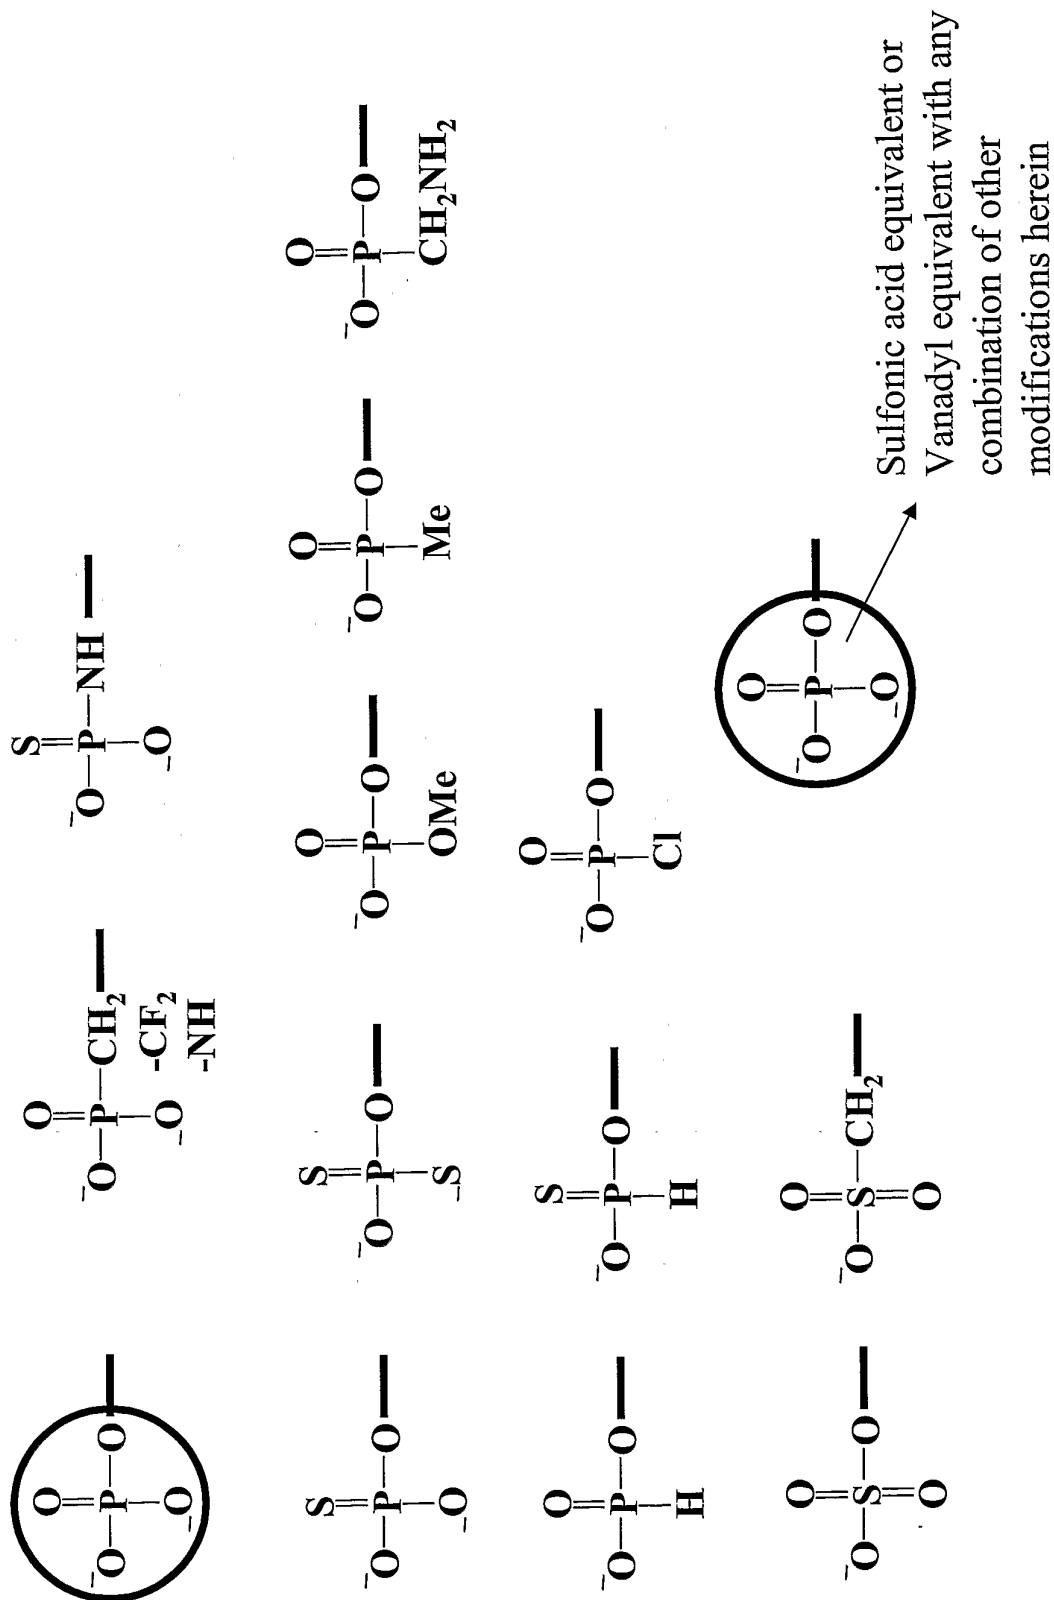 O O S
⁻O–P–O ⁻O–P–CH₂ ⁻O–P–NH
-CF₂
⁻O ⁻O ⁻O
-NH
S S O O O
⁻O–P–O ⁻O–P–O ⁻O–P–O ⁻O–P–O ⁻O–P–O
⁻O ⁻S OMe Me CH₂NH₂
O S O
⁻O–P–O ⁻O–P–O ⁻O–P–O
H H Cl
O
⁻O–P–O
⁻O
O O
⁻O–S–O ⁻O–S–CH₂
O O
Sulfonic acid equivalent or
Vanadyl equivalent with any
combination of other
modifications herein